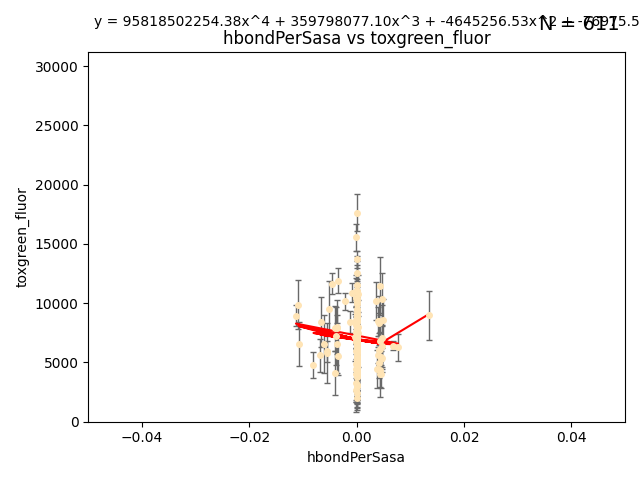 y = 95818502254.38x^4 + 359798077.10x^3 + -4645256.53x^2 +
N = 611
hbondPerSasa vs toxgreen_fluor
30000
25000
20000
15000
10000
5000
0
toxgreen_fluor
−0.04 −0.02 0.00 0.02 0.04
hbondPerSasa